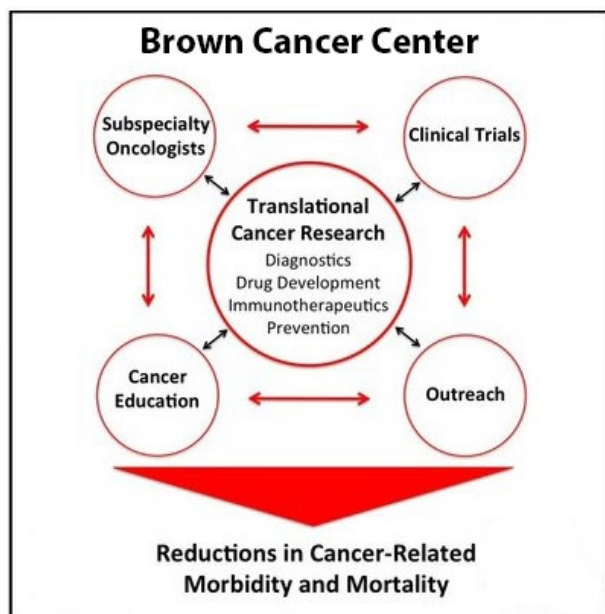 Brown Cancer Center
Subspecialty
Oncologists
Clinical Trials
Translational
Cancer Research
Diagnostics
Drug Development
Immunotherapeutics
Prevention
Cancer
Education
Outreach
Reductions in Cancer-Related
Morbidity and Mortality